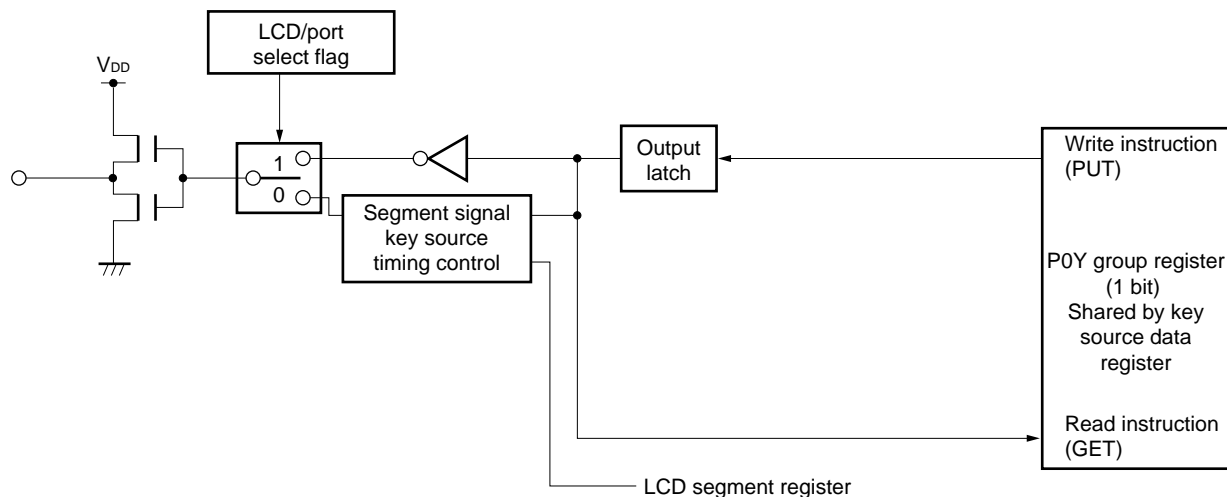 LCD/port
select flag
VDD
1
0
Output
latch
Segment signal
key source
timing control
Write instruction
(PUT)
P0Y group register
(1 bit)
Shared by key
source data
register
Read instruction
(GET)
LCD segment register